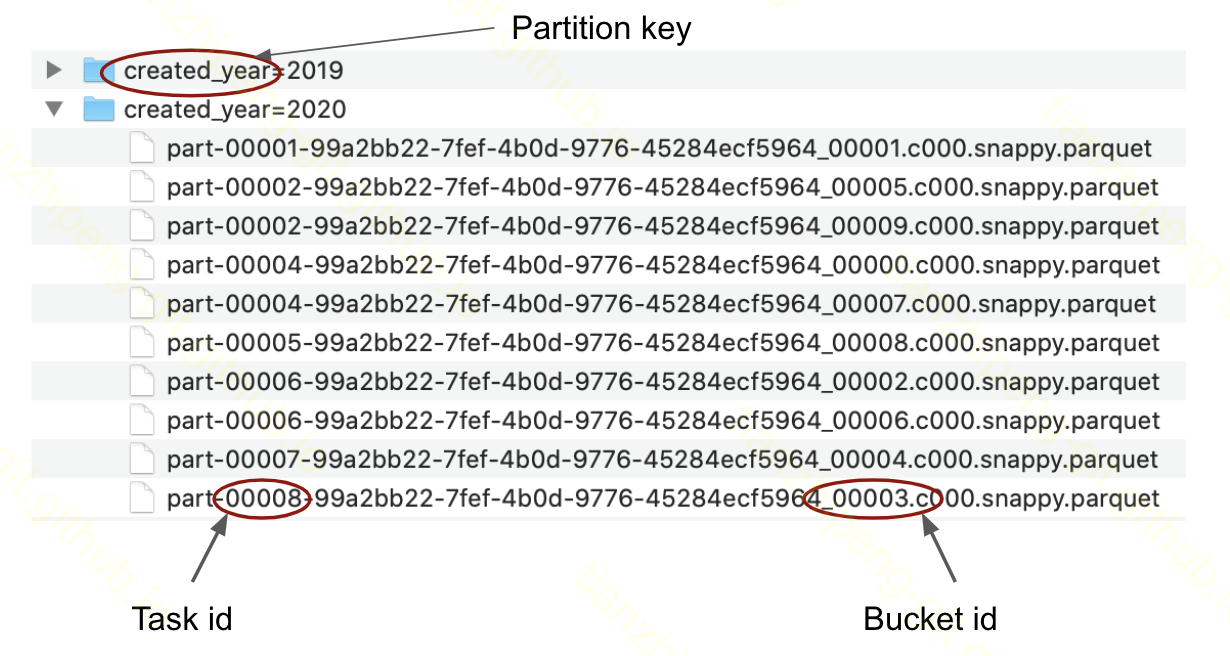 Partition key
created_year=2019
created_year=2020
part-00001-99a2bb22-7fef-4b0d-9776-45284ecf5964_00001.c000.snappy.parquet
part-00002-99a2bb22-7fef-4b0d-9776-45284ecf5964_00005.c000.snappy.parquet
part-00002-99a2bb22-7fef-4b0d-9776-45284ecf5964_00009.c000.snappy.parquet
part-00004-99a2bb22-7fef-4b0d-9776-45284ecf5964_00000.c000.snappy.parquet
part-00004-99a2bb22-7fef-4b0d-9776-45284ecf5964_00007.c000.snappy.parquet
part-00005-99a2bb22-7fef-4b0d-9776-45284ecf5964_00008.c000.snappy.parquet
part-00006-99a2bb22-7fef-4b0d-9776-45284ecf5964_00002.c000.snappy.parquet
part-00006-99a2bb22-7fef-4b0d-9776-45284ecf5964_00006.c000.snappy.parquet
part-00007-99a2bb22-7fef-4b0d-9776-45284ecf5964_00004.c000.snappy.parquet
part-00008-99a2bb22-7fef-4b0d-9776-45284ecf5964_00003.c000.snappy.parquet
Task id
Bucket id